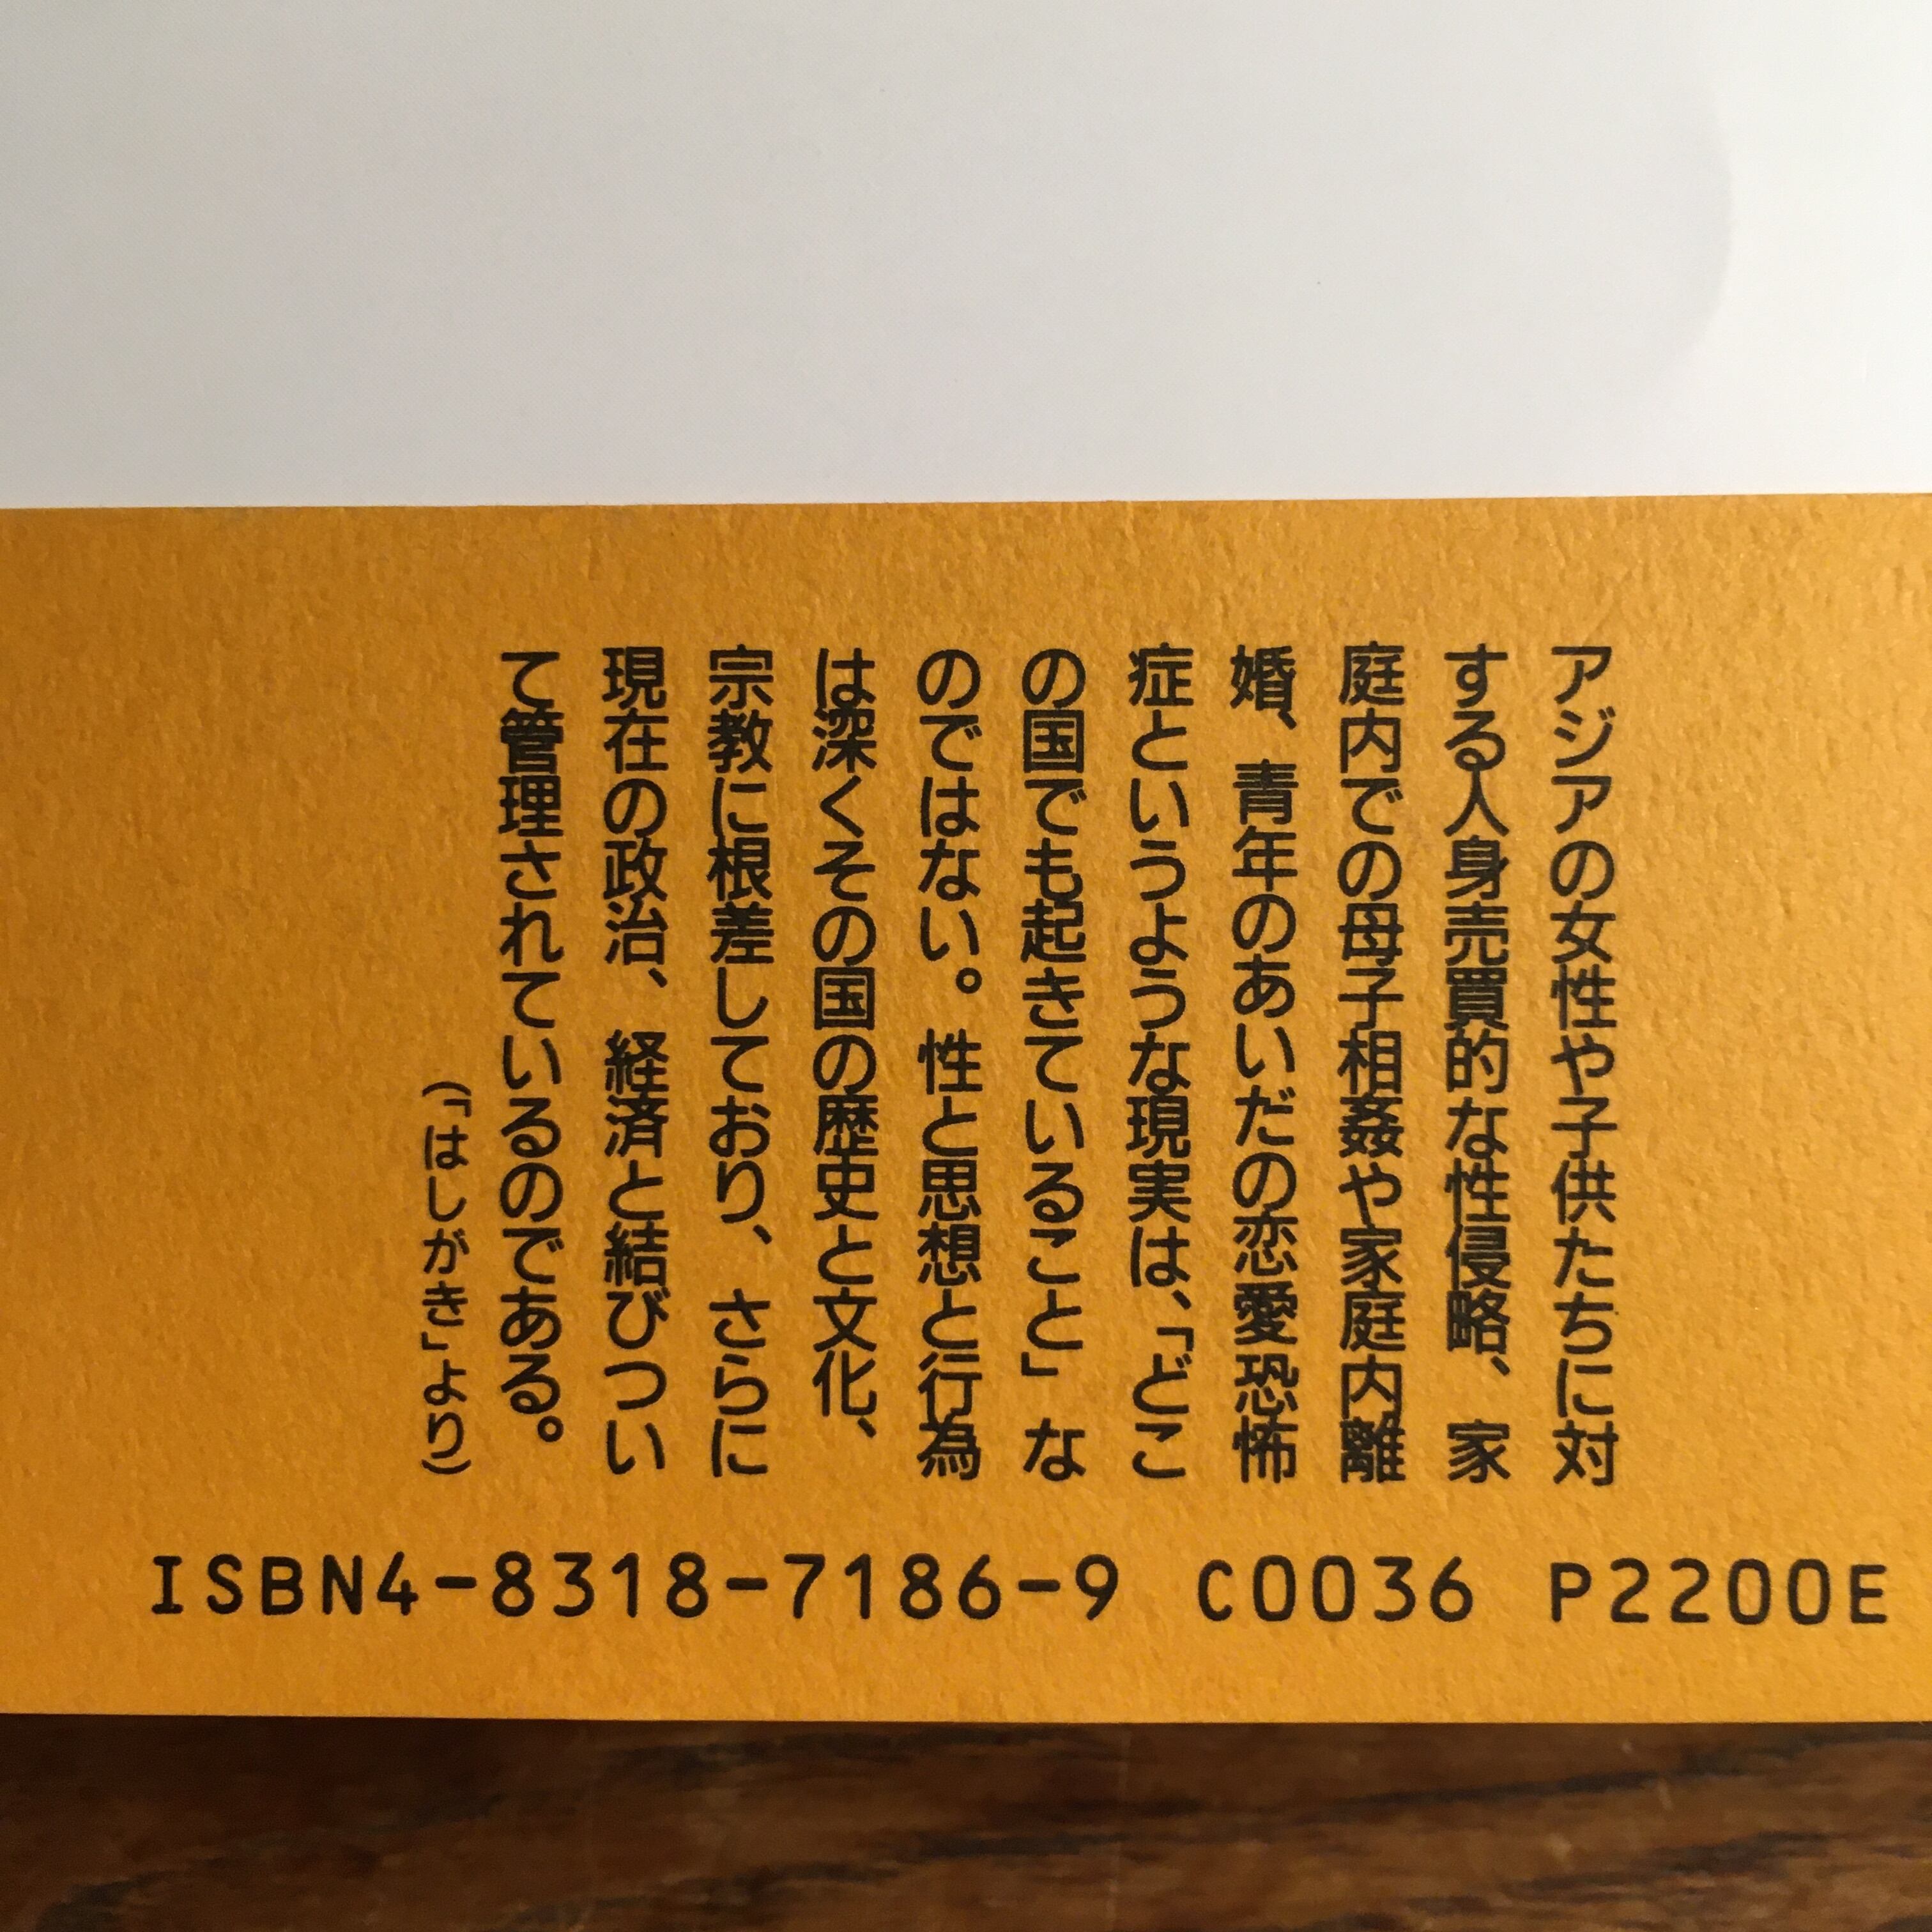 アジアの女性や子供たちに対
する人身売買的な性侵略、家
庭内での母子相姦や家庭内離
婚、青年のあいだの恋愛恐怖
症というような現実は、「どこ
の国でも起きていること」な
のではない。性と思想と行為
は深くその国の歴史と文化、
宗教に根差しており、さらに
現在の政治、経済と結びつい
て管理されているのである。
（「はしがき」より）
ISBN4-8318-7186-9 C0036 P2200E